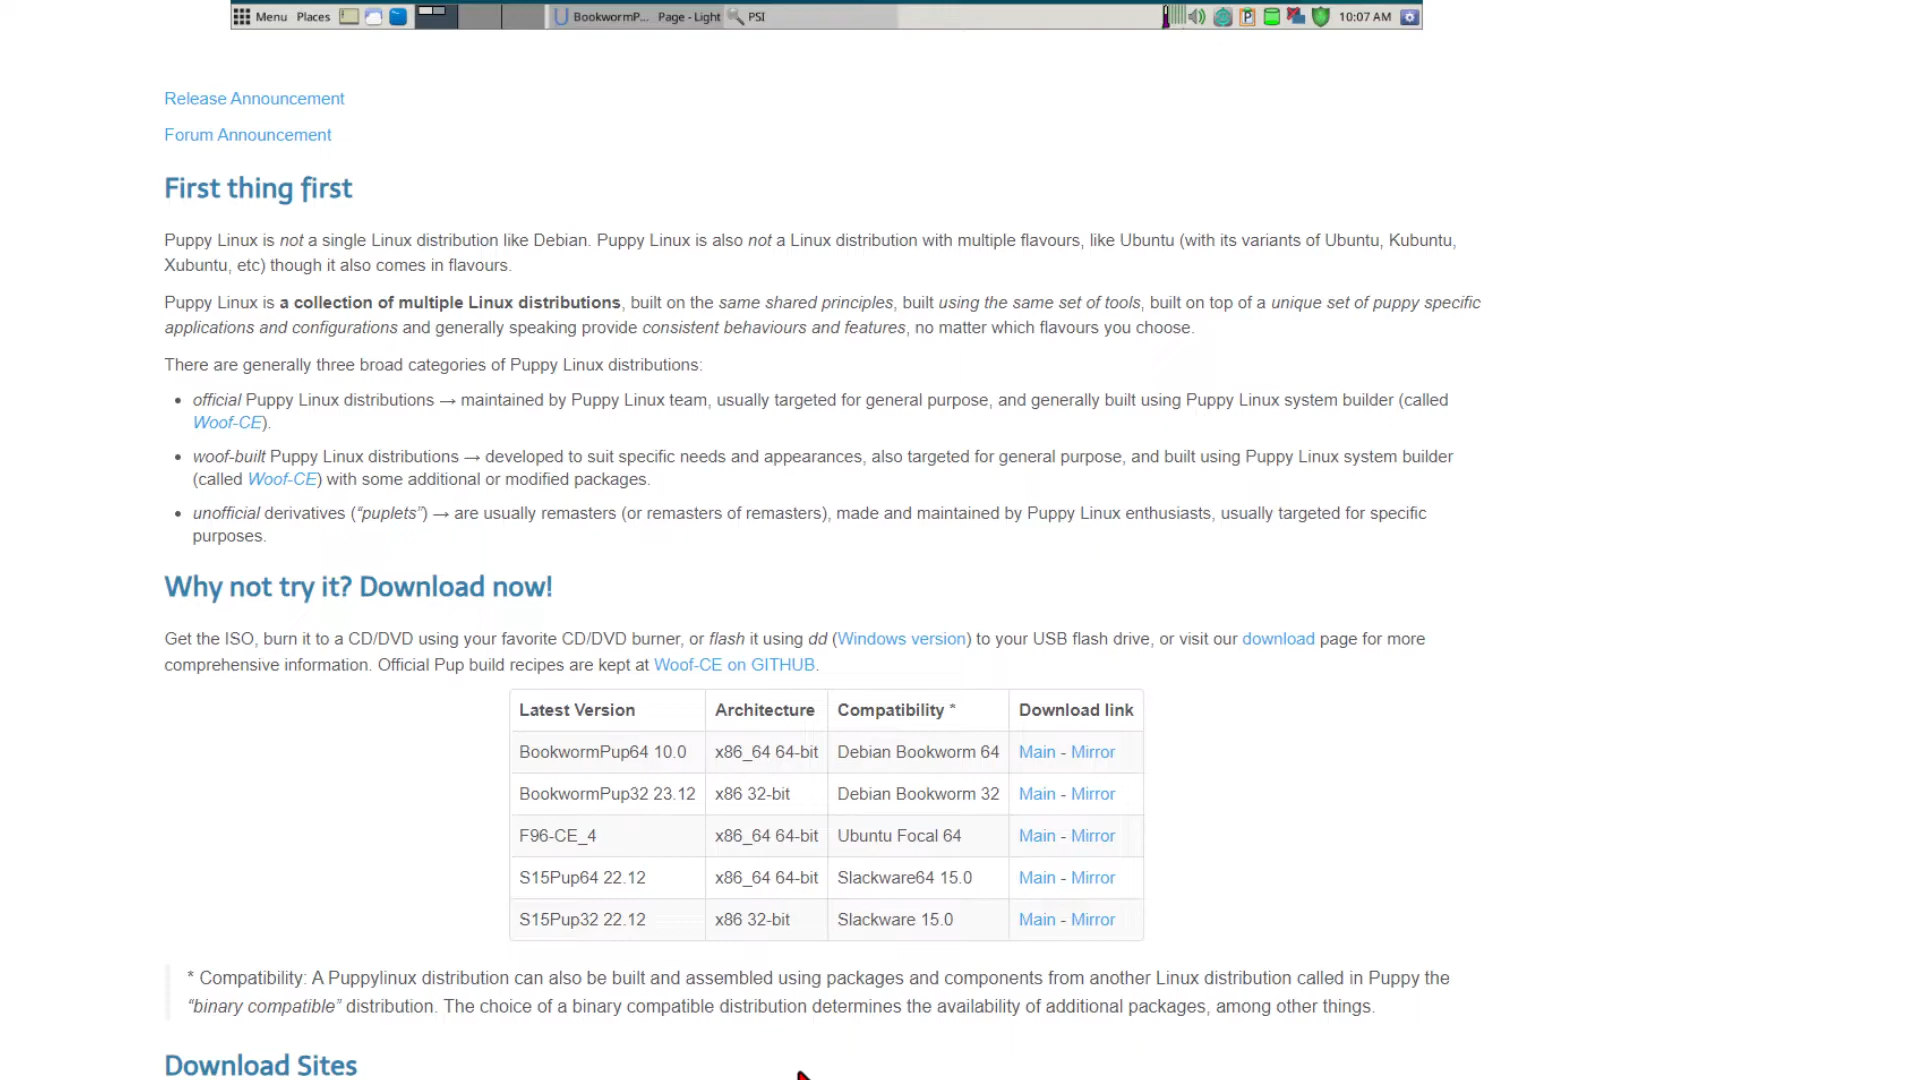 Menu Places BookwormP... Page - Light PSI 10:07 AM
Release Announcement
Forum Announcement
First thing first
Puppy Linux is not a single Linux distribution like Debian. Puppy Linux is also not a Linux distribution with multiple flavours, like Ubuntu (with its variants of Ubuntu, Kubuntu,
Xubuntu, etc) though it also comes in flavours.
Puppy Linux is a collection of multiple Linux distributions, built on the same shared principles, built using the same set of tools, built on top of a unique set of puppy specific
applications and configurations and generally speaking provide consistent behaviours and features, no matter which flavours you choose.
There are generally three broad categories of Puppy Linux distributions:
• official Puppy Linux distributions → maintained by Puppy Linux team, usually targeted for general purpose, and generally built using Puppy Linux system builder (called
Woof-CE).
• woof-built Puppy Linux distributions → developed to suit specific needs and appearances, also targeted for general purpose, and built using Puppy Linux system builder
(called Woof-CE) with some additional or modified packages.
• unofficial derivatives (“puplets”) → are usually remasters (or remasters of remasters), made and maintained by Puppy Linux enthusiasts, usually targeted for specific
purposes.
Why not try it? Download now!
Get the ISO, burn it to a CD/DVD using your favorite CD/DVD burner, or flash it using dd (Windows version) to your USB flash drive, or visit our download page for more
comprehensive information. Official Pup build recipes are kept at Woof-CE on GITHUB.
Latest Version Architecture Compatibility * Download link
BookwormPup64 10.0 x86_64 64-bit Debian Bookworm 64 Main - Mirror
BookwormPup32 23.12 x86 32-bit Debian Bookworm 32 Main - Mirror
F96-CE_4 x86_64 64-bit Ubuntu Focal 64 Main - Mirror
S15Pup64 22.12 x86_64 64-bit Slackware64 15.0 Main - Mirror
S15Pup32 22.12 x86 32-bit Slackware 15.0 Main - Mirror
* Compatibility: A Puppylinux distribution can also be built and assembled using packages and components from another Linux distribution called in Puppy the
“binary compatible” distribution. The choice of a binary compatible distribution determines the availability of additional packages, among other things.
Download Sites